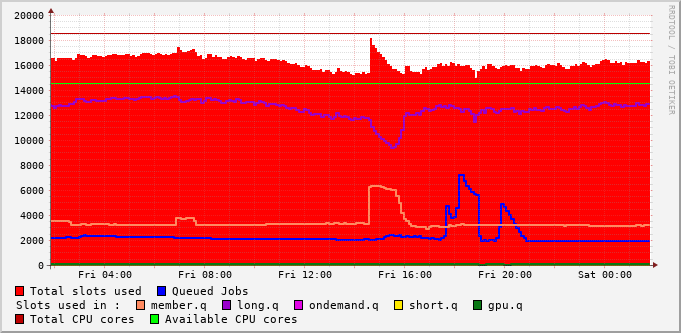 20000
18000
16000
14000
12000
10000
8000
6000
4000
2000
0
Fri 04:00 Fri 08:00 Fri 12:00 Fri 16:00 Fri 20:00 Sat 00:00
RRDTOOL / TOBI OETIKER
Total slots used Queued Jobs
Slots used in : member.q long.q ondemand.q short.q gpu.q
Total CPU cores Available CPU cores